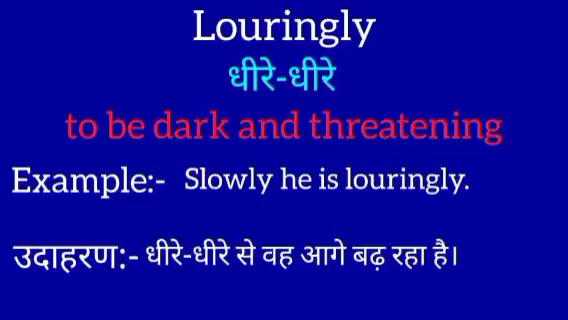 Louringly
धीरे-धीरे
to be dark and threatening
Example:- Slowly he is louringly.
उदाहरण:- धीरे-धीरे से वह आगे बढ़ रहा है।